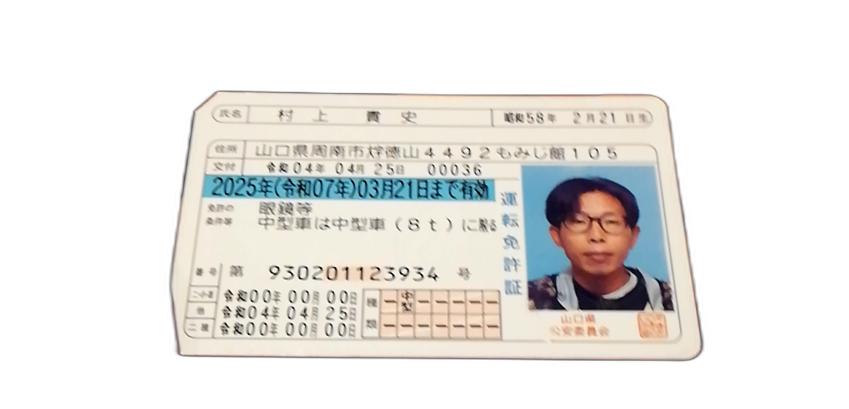 氏名 村上 貴史 昭和58年 2月21日生
住所 山口県周南市桜徳山4492もみじ館105
交付 令和04年 04月25日 00036
2025年(令和07年)03月21日まで有効
免許の
条件等
眼鏡等
中型車は中型車(8t)に限る
運転免許証
番号 第 930201123934 号
二・小・原 令和00年 00月 00日
他 令和04年 04月 25日
二種 令和00年 00月 00日
種類 中型
山口県
公安委員会